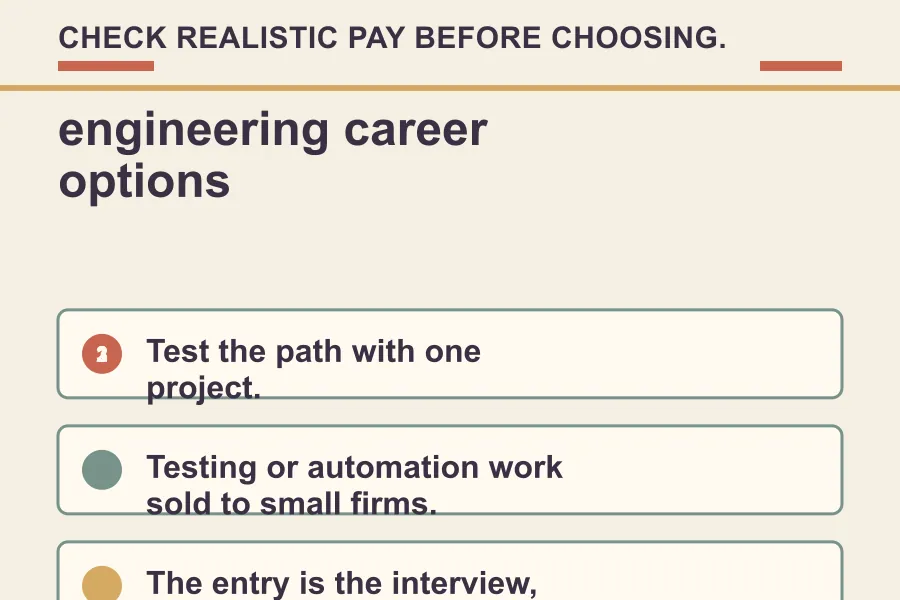 CHECK REALISTIC PAY BEFORE CHOOSING.
engineering career
options
Test the path with one
project.
Testing or automation work
sold to small firms.
The entry is the interview,